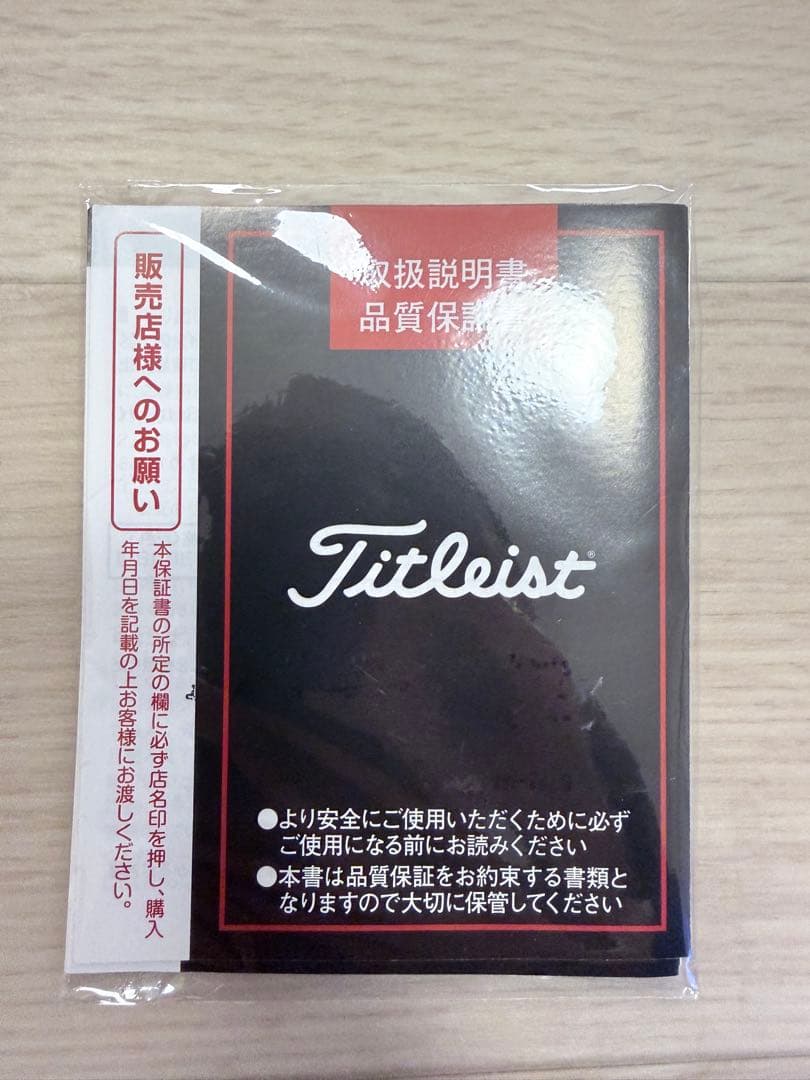 販売店様へのお願い
本保証書の所定の欄に必ず店名印を押し、購入
年月日を記載の上お客様にお渡しください。
取扱説明書
品質保証書
Titleist®
●より安全にご使用いただくために必ず
ご使用になる前にお読みください
●本書は品質保証をお約束する書類と
なりますので大切に保管してください